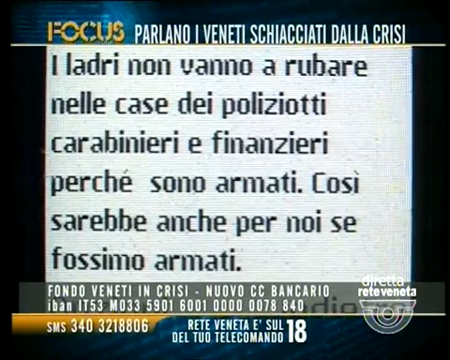 FOCUS PARLANO I VENETI SCHIACCIATI DALLA CRISI
I ladri non vanno a rubare
nelle case dei poliziotti
carabinieri e finanzieri
perché sono armati. Così
sarebbe anche per noi se
fossimo armati.
diretta
reteveneta
FONDO VENETI IN CRISI - NUOVO CC BANCARIO
iban IT53 M033 5901 6001 0000 0078 840
SMS 340 3218806
RETE VENETA E' SUL 18
DEL TUO TELECOMANDO